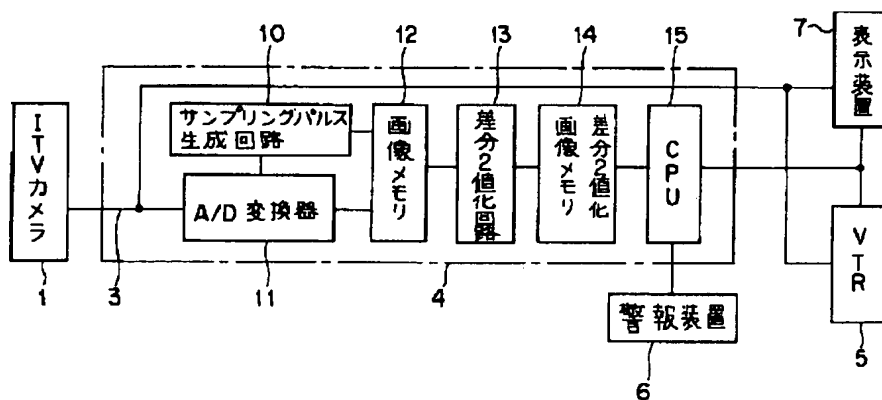 10
12
13
14
15
7
表示装置
ITVカメラ
サンプリングパルス
生成回路
画像メモリ
差分2値化回路
差分2値化
画像メモリ
CPU
A/D変換器
VTR
1
3
11
4
警報装置
6
5